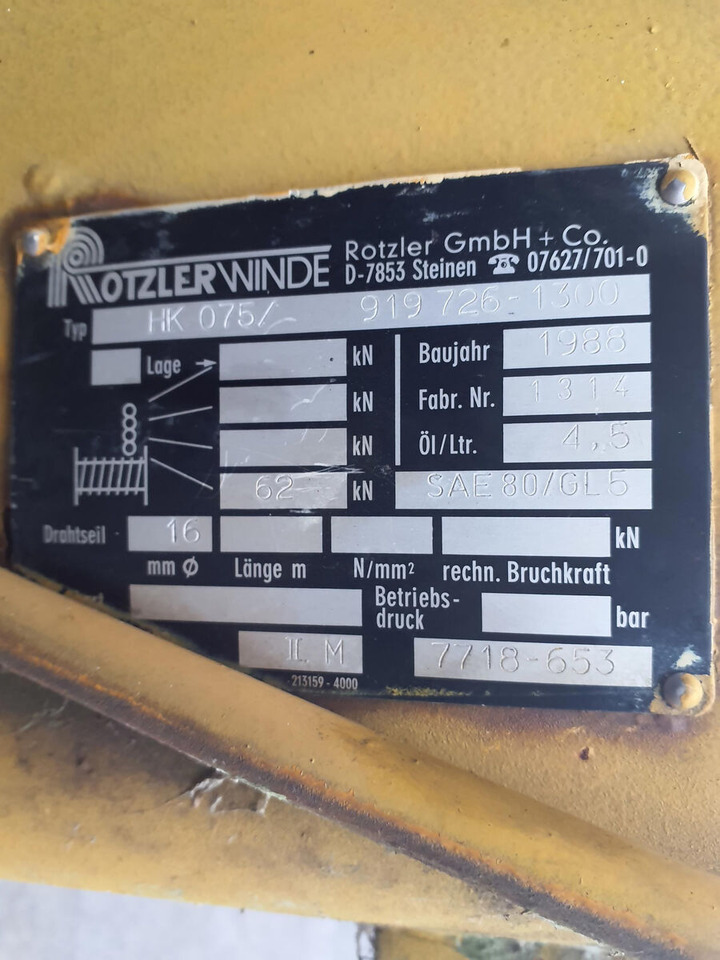 ROTZLER WINDE Rotzler GmbH + Co.
D-7853 Steinen ☎ 07627/701-0
Typ HK 075/ 919 726-1300
Lage kN Baujahr 1988
kN Fabr. Nr. 1314
kN Öl/Ltr. 4,5
62 kN SAE 80/GL5
Drahtseil 16 kN
mm Ø Länge m N/mm² rechn. Bruchkraft
Betriebs-
druck bar
II M 7718-653
213159-4000